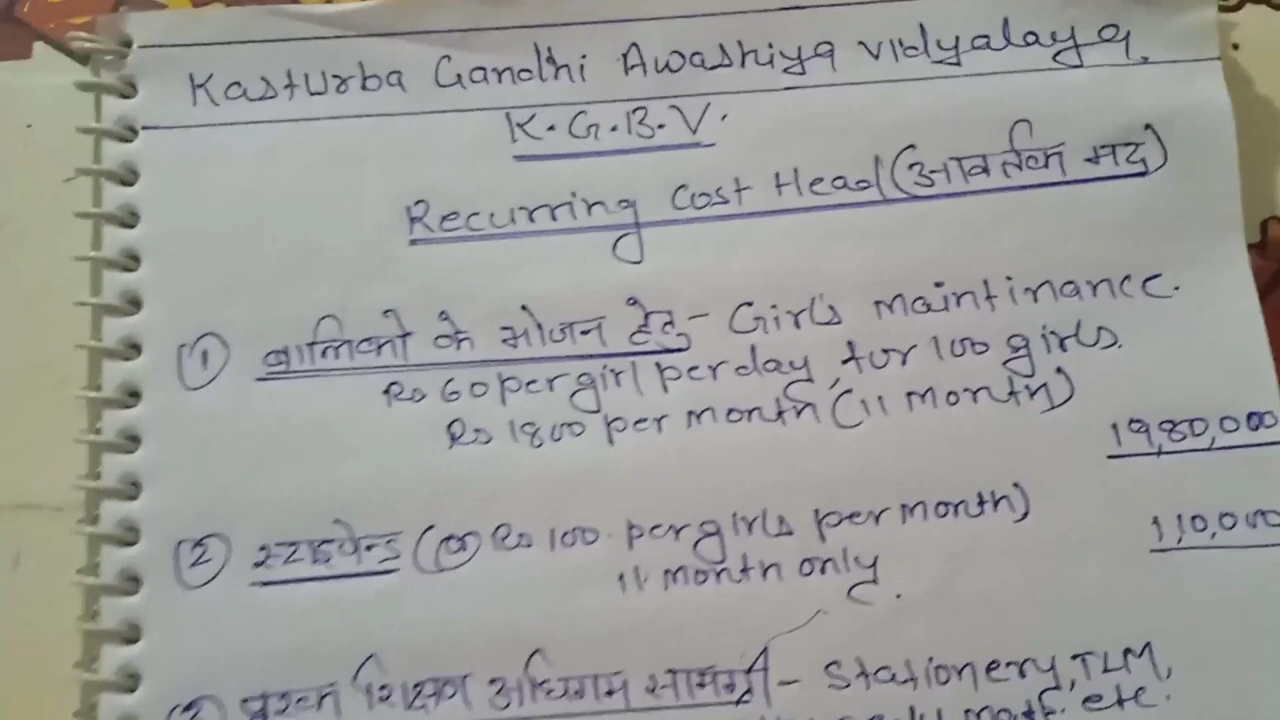 Kasturba Gandhi Awashiya Vidyalaya.
K.G.B.V.
Recurring Cost Head (आवर्तक मद)
① बालिको के भोजन हेतु - Girl's maintinance.
Rs 60 per girl per day, for 100 girls.
Rs 1800 per month (11 month)
19,80,000
② स्टाइपेन्ड (@ Rs 100 per girls per month)
110,000
11 month only.
शिक्षण अधिगम सामग्री - Stationery, TLM,
etc.